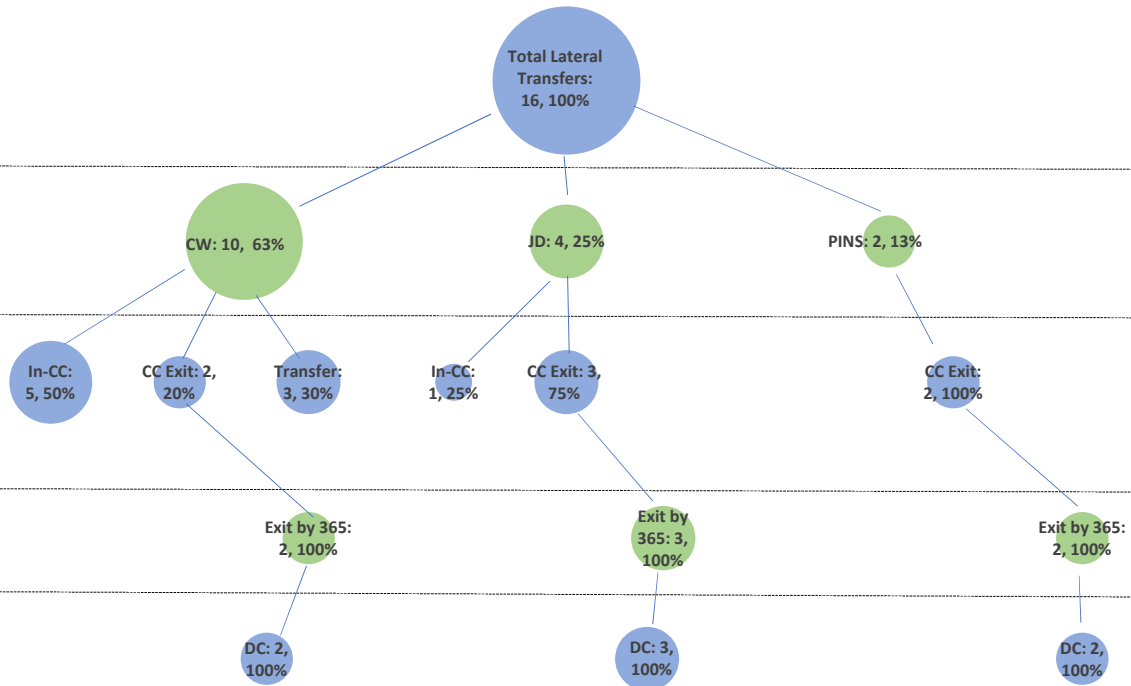 Total Lateral
Transfers:
16, 100%
CW: 10, 63%
JD: 4, 25%
PINS: 2, 13%
In-CC:
5, 50%
CC Exit: 2,
20%
Transfer:
3, 30%
In-CC:
1, 25%
CC Exit: 3,
75%
CC Exit:
2, 100%
Exit by 365:
2, 100%
Exit by
365: 3,
100%
Exit by 365:
2, 100%
DC: 2,
100%
DC: 3,
100%
DC: 2,
100%